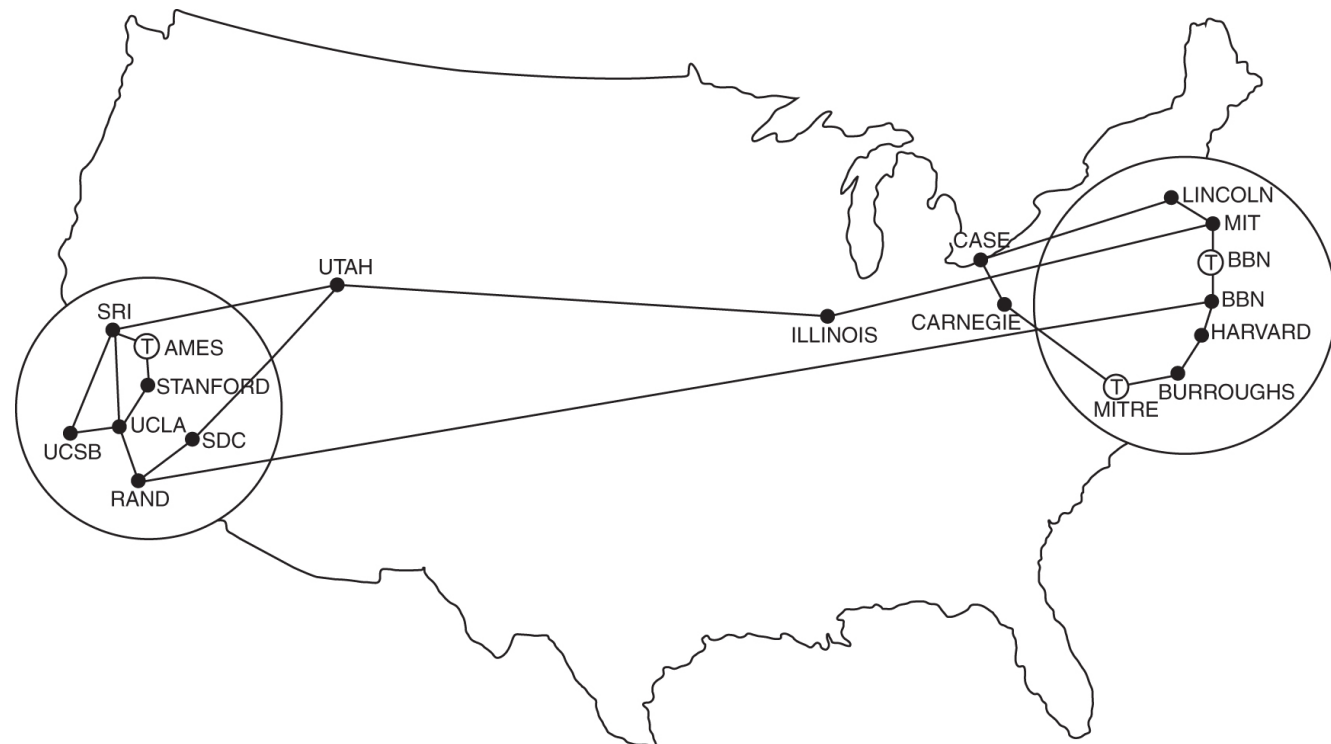 LINCOLN
MIT
CASE
T BBN
UTAH
BBN
SRI
ILLINOIS
CARNEGIE
HARVARD
T AMES
STANFORD
T
MITRE
BURROUGHS
UCLA
SDC
UCSB
RAND